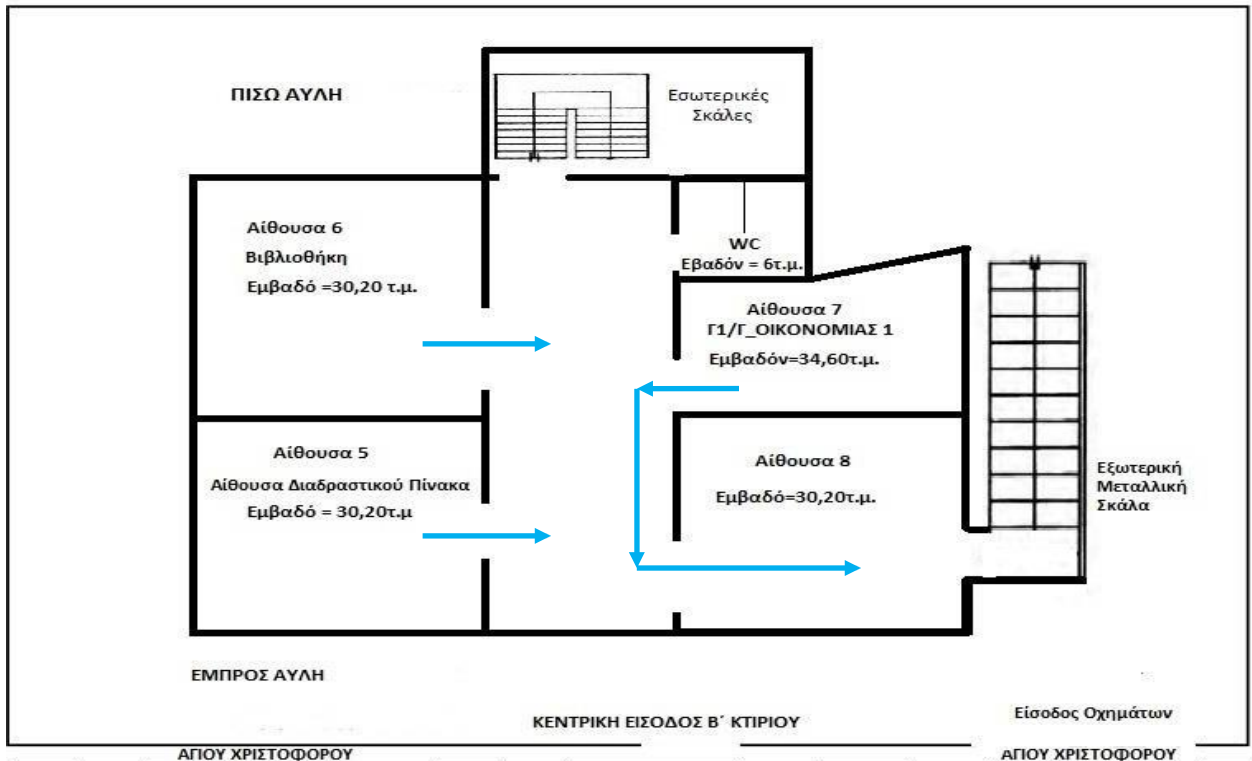 ΠΙΣΩ ΑΥΛΗ
Εσωτερικές
Σκάλες
Αίθουσα 6
Βιβλιοθήκη
Εμβαδό =30,20 τ.μ.
WC
Εβαδόν = 6τ.μ.
Αίθουσα 7
Γ1/Γ_ΟΙΚΟΝΟΜΙΑΣ 1
Εμβαδόν=34,60τ.μ.
Αίθουσα 5
Αίθουσα Διαδραστικού Πίνακα
Εμβαδό = 30,20τ.μ
Αίθουσα 8
Εμβαδό=30,20τ.μ.
Εξωτερική
Μεταλλική
Σκάλα
ΕΜΠΡΟΣ ΑΥΛΗ
ΚΕΝΤΡΙΚΗ ΕΙΣΟΔΟΣ Β΄ ΚΤΙΡΙΟΥ
Είσοδος Οχημάτων
ΑΓΙΟΥ ΧΡΙΣΤΟΦΟΡΟΥ
ΑΓΙΟΥ ΧΡΙΣΤΟΦΟΡΟΥ